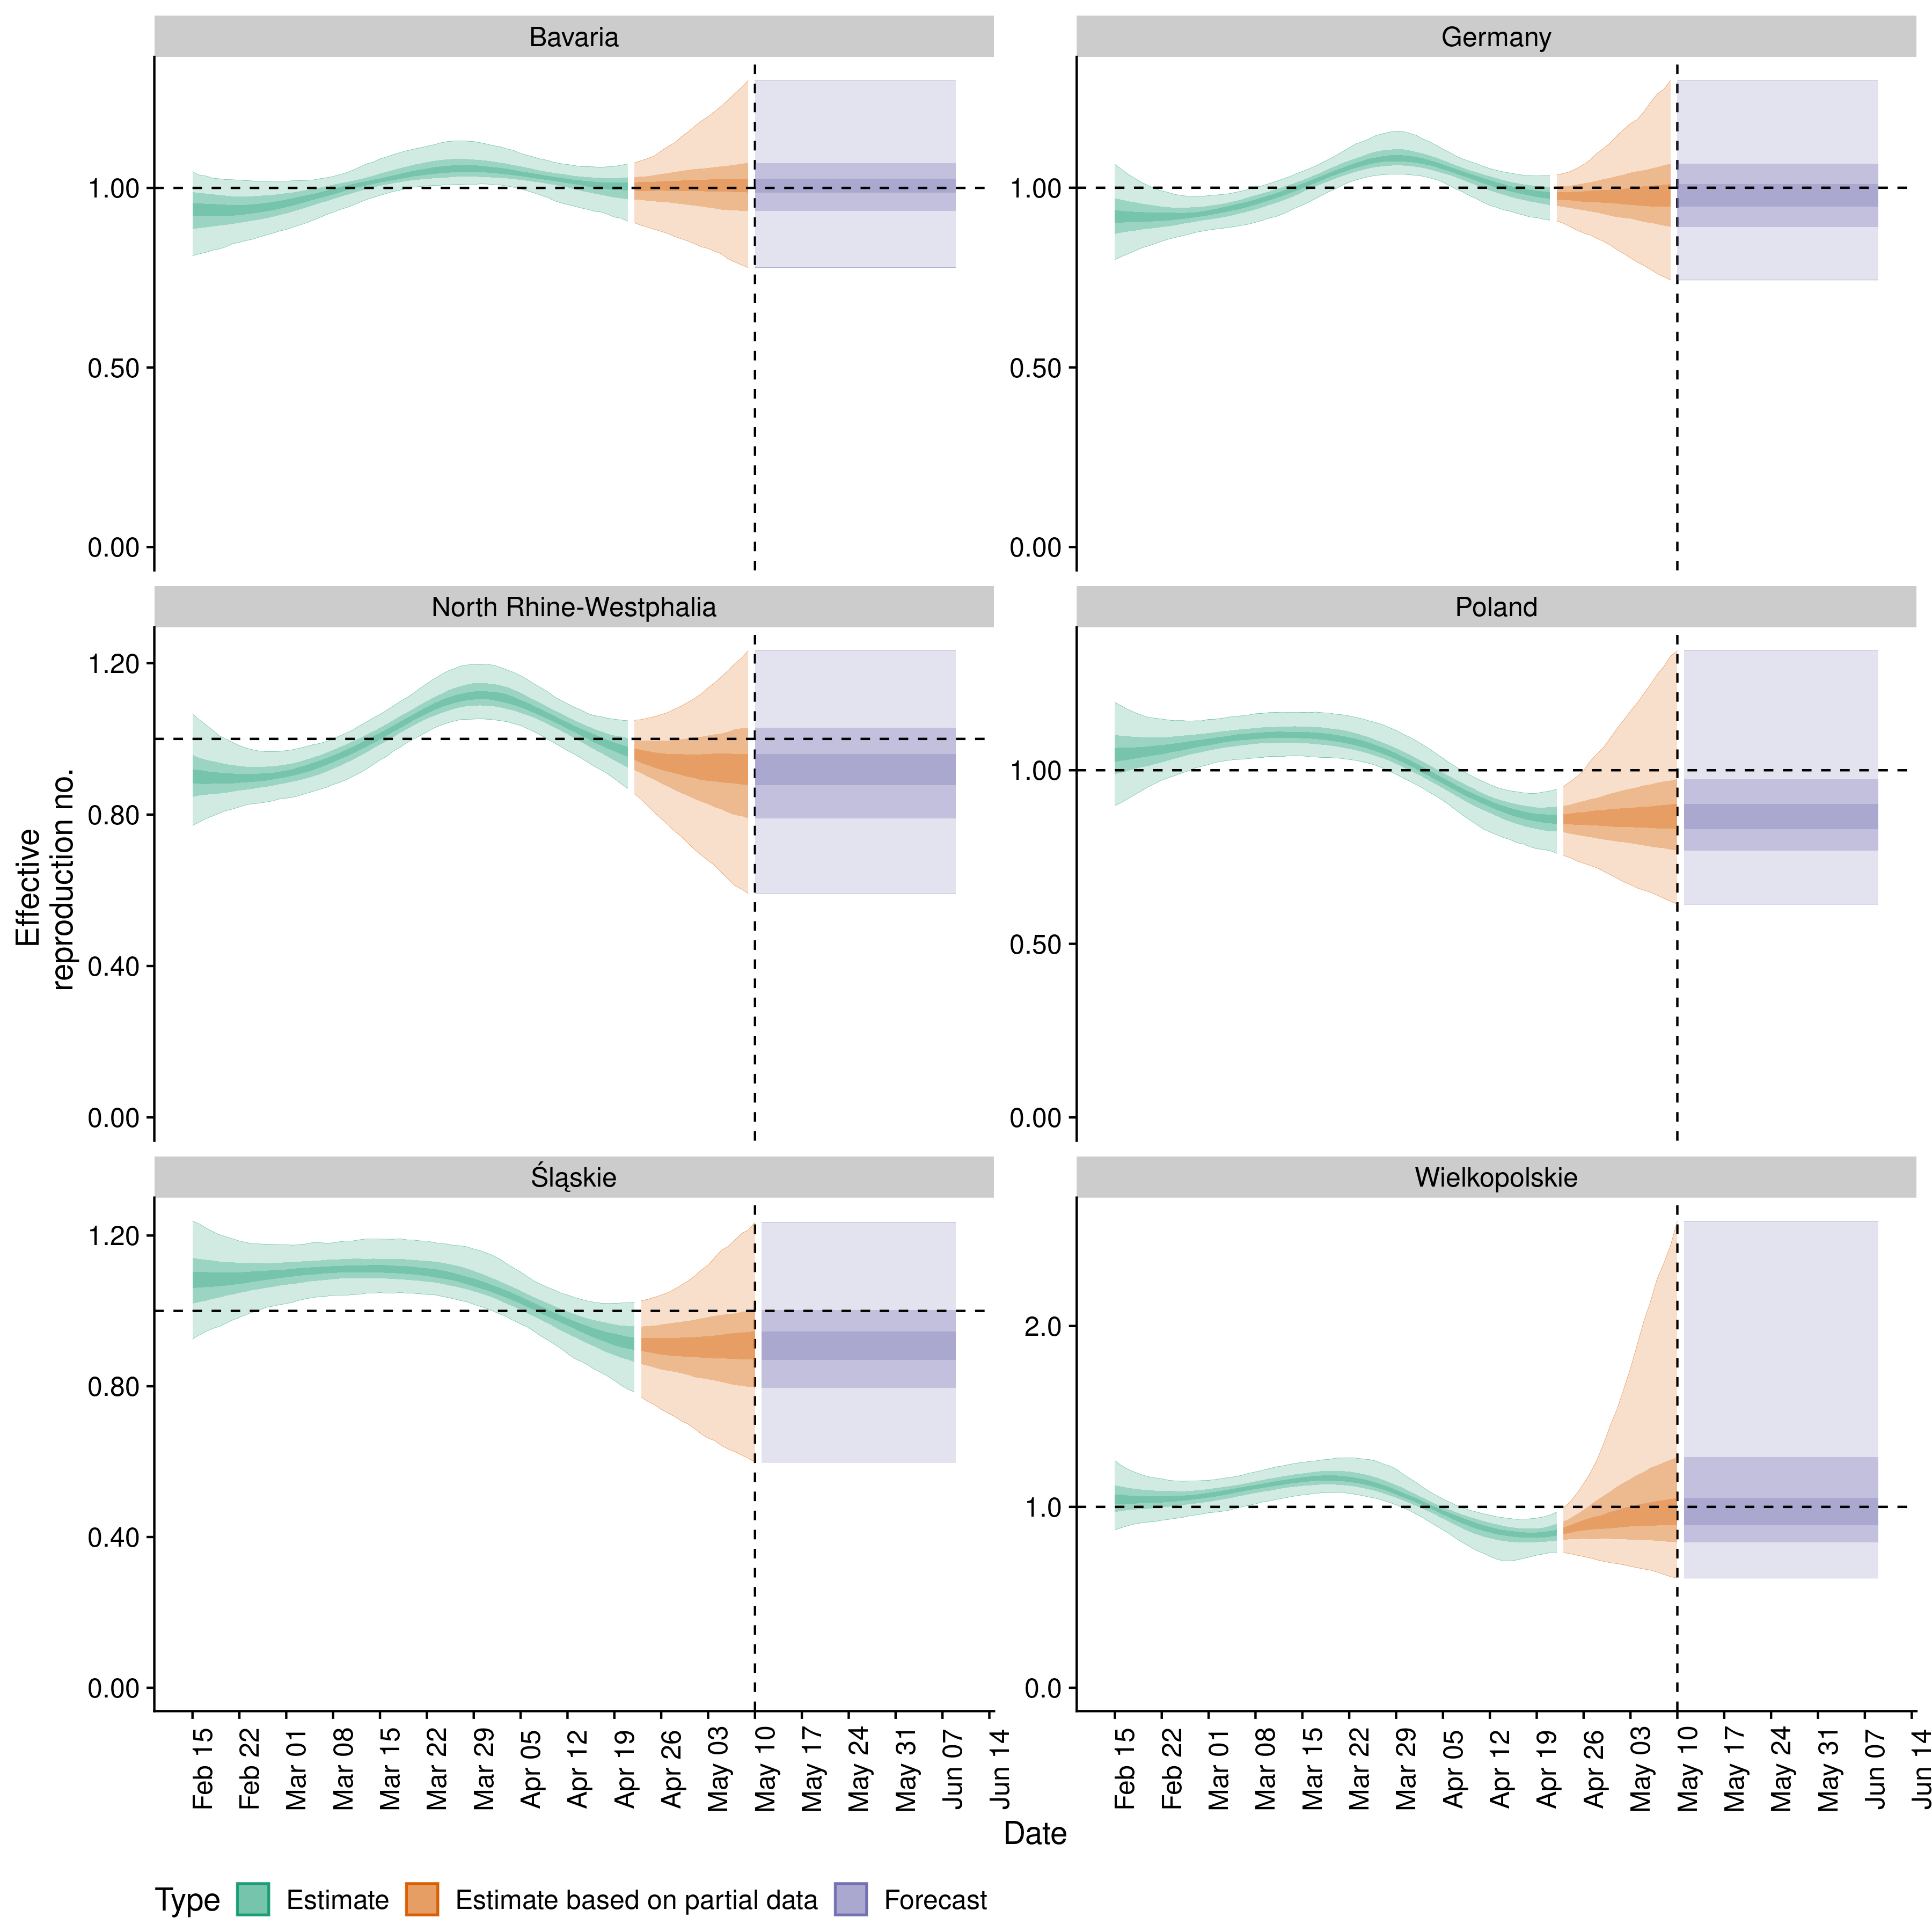 Bavaria
Germany
1.00
0.50
0.00
1.00
0.50
0.00
North Rhine-Westphalia
Poland
1.20
0.80
0.40
0.00
1.00
0.50
0.00
Śląskie
Wielkopolskie
1.20
0.80
0.40
0.00
2.0
1.0
0.0
Effective
reproduction no.
Feb 15
Feb 22
Mar 01
Mar 08
Mar 15
Mar 22
Mar 29
Apr 05
Apr 12
Apr 19
Apr 26
May 03
May 10
May 17
May 24
May 31
Jun 07
Jun 14
Feb 15
Feb 22
Mar 01
Mar 08
Mar 15
Mar 22
Mar 29
Apr 05
Apr 12
Apr 19
Apr 26
May 03
May 10
May 17
May 24
May 31
Jun 07
Jun 14
Date
Type Estimate Estimate based on partial data Forecast